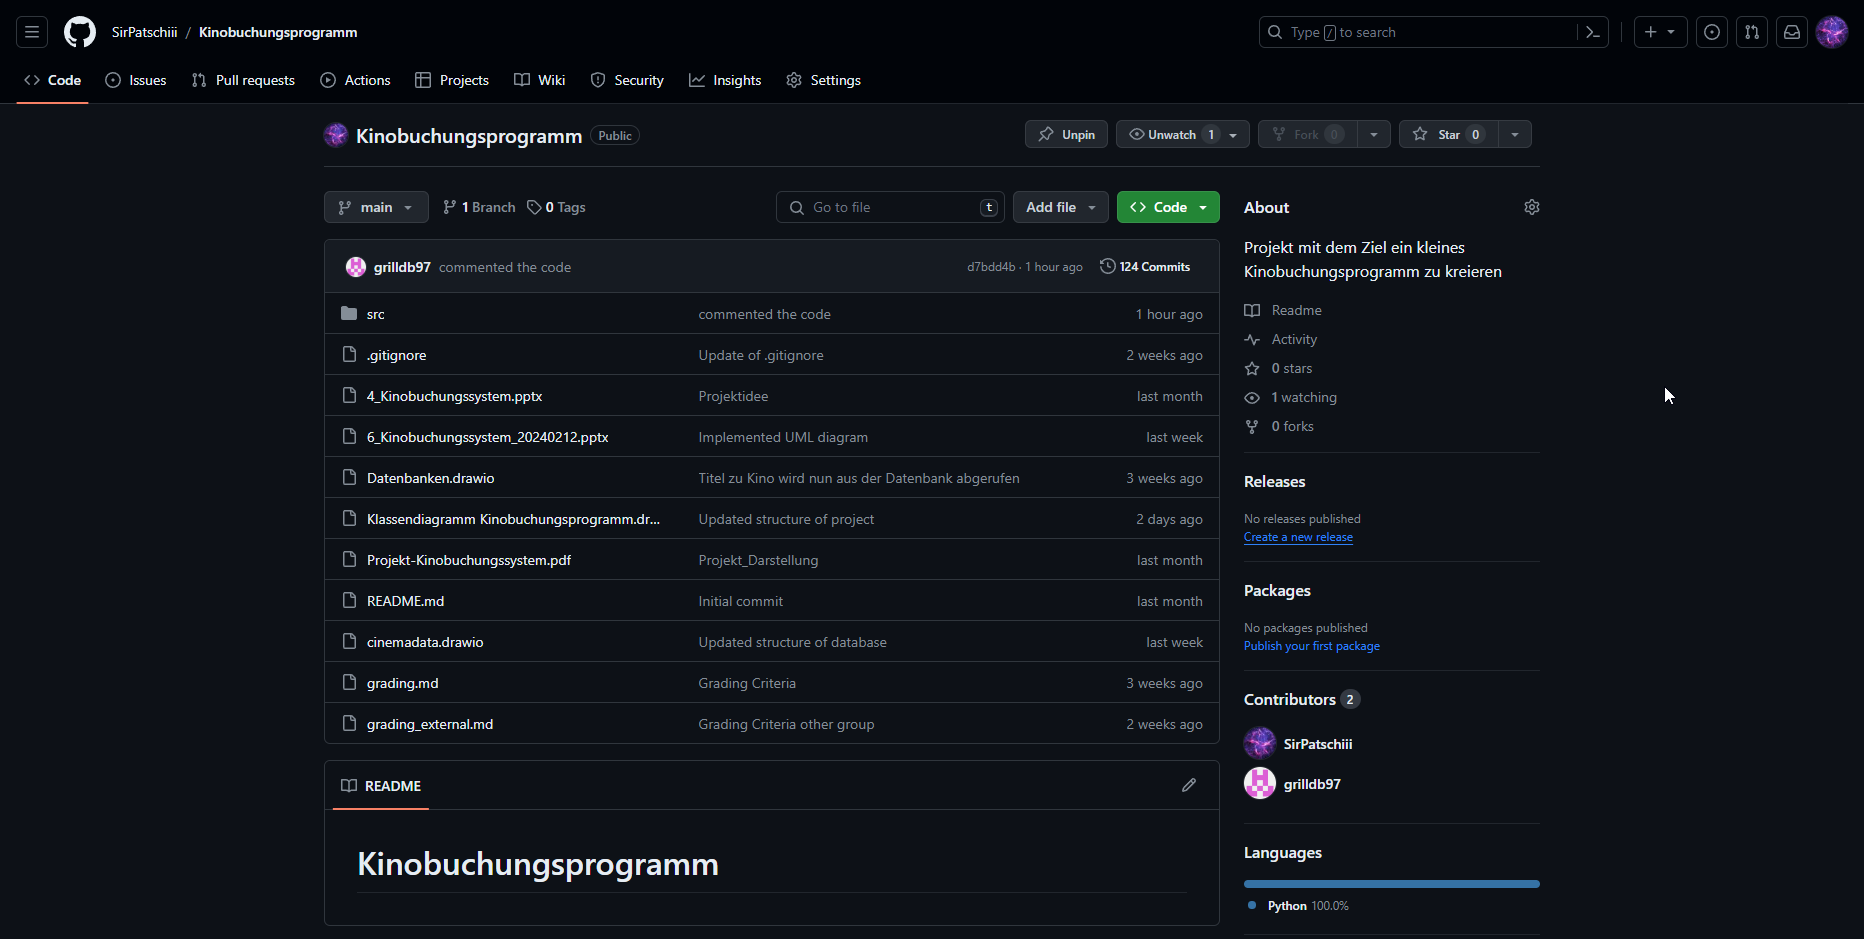 SirPatschiii / Kinobuchungsprogramm
Type / to search
Code Issues Pull requests Actions Projects Wiki Security Insights Settings
Kinobuchungsprogramm Public
Unpin Unwatch 1 Fork 0 Star 0
main 1 Branch 0 Tags Go to file t Add file Code
grilldb97 commented the code d7bdd4b · 1 hour ago 124 Commits
src commented the code 1 hour ago
.gitignore Update of .gitignore 2 weeks ago
4_Kinobuchungssystem.pptx Projektidee last month
6_Kinobuchungssystem_20240212.pptx Implemented UML diagram last week
Datenbanken.drawio Titel zu Kino wird nun aus der Datenbank abgerufen 3 weeks ago
Klassendiagramm Kinobuchungsprogramm.dr... Updated structure of project 2 days ago
Projekt-Kinobuchungssystem.pdf Projekt_Darstellung last month
README.md Initial commit last month
cinemadata.drawio Updated structure of database last week
grading.md Grading Criteria 3 weeks ago
grading_external.md Grading Criteria other group 2 weeks ago
README
Kinobuchungsprogramm
About
Projekt mit dem Ziel ein kleines
Kinobuchungsprogramm zu kreieren
Readme
Activity
0 stars
1 watching
0 forks
Releases
No releases published
Create a new release
Packages
No packages published
Publish your first package
Contributors 2
SirPatschiii
grilldb97
Languages
Python 100.0%